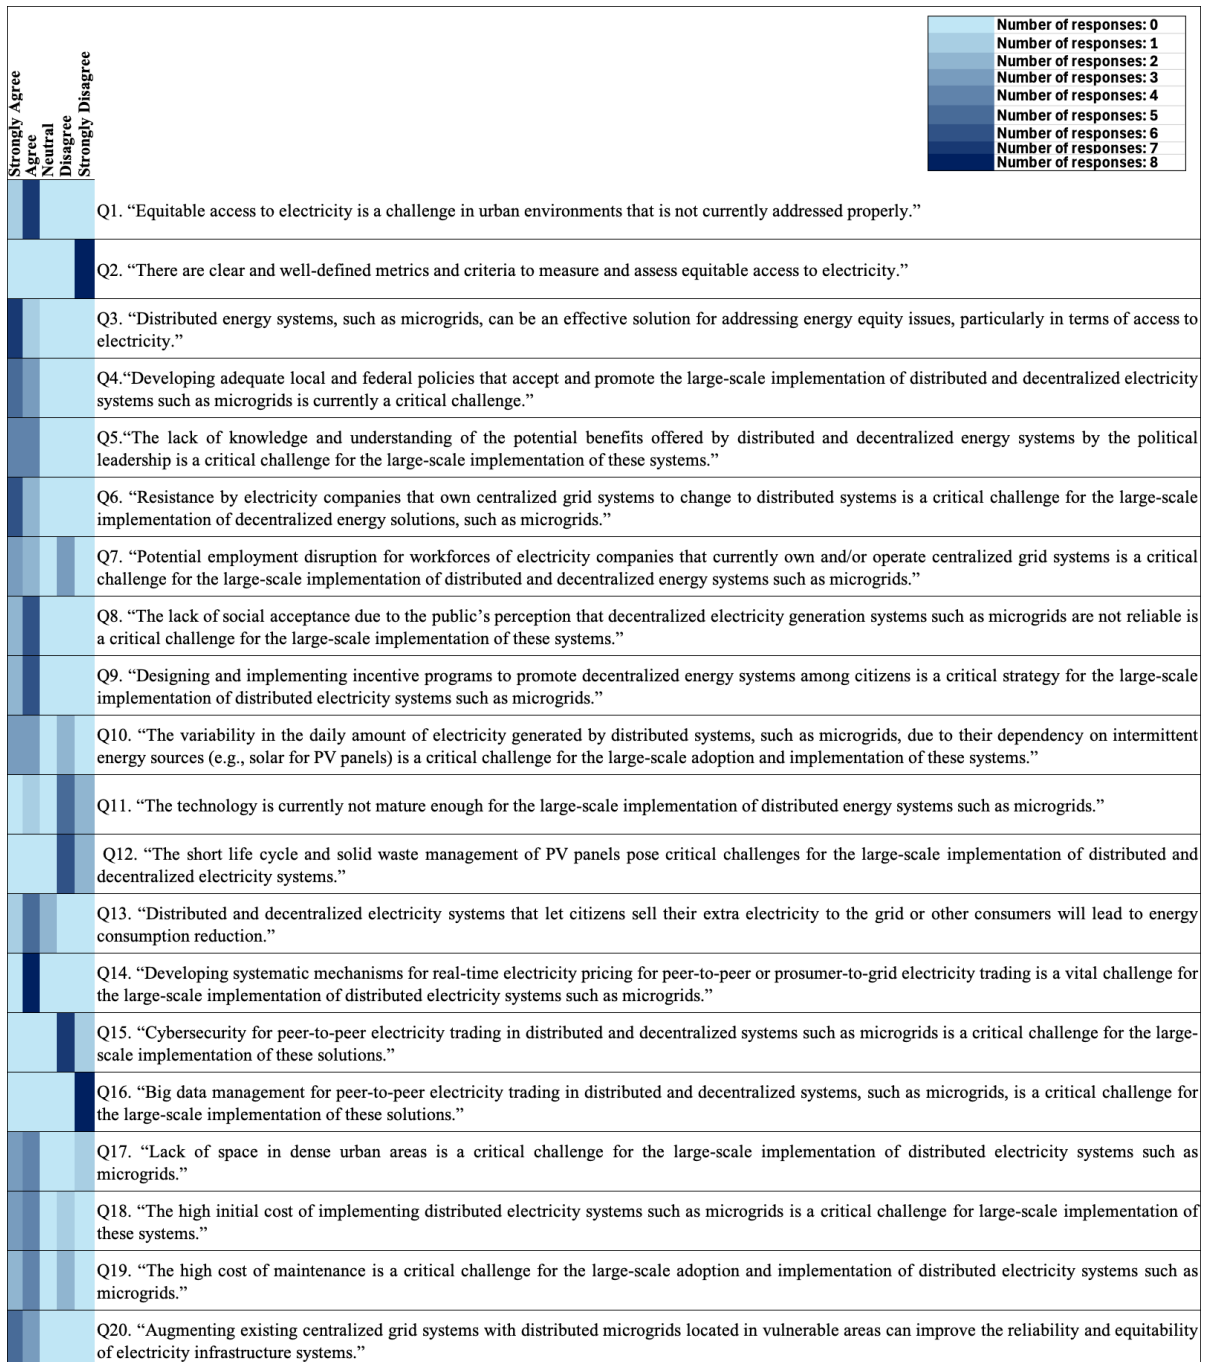 Number of responses: 0
Number of responses: 1
Number of responses: 2
Number of responses: 3
Number of responses: 4
Number of responses: 5
Number of responses: 6
Number of responses: 7
Number of responses: 8
Strongly Agree
Agree
Neutral
Disagree
Strongly Disagree
Q1. “Equitable access to electricity is a challenge in urban environments that is not currently addressed properly.”
Q2. “There are clear and well-defined metrics and criteria to measure and assess equitable access to electricity.”
Q3. “Distributed energy systems, such as microgrids, can be an effective solution for addressing energy equity issues, particularly in terms of access to
electricity.”
Q4.“Developing adequate local and federal policies that accept and promote the large-scale implementation of distributed and decentralized electricity
systems such as microgrids is currently a critical challenge.”
Q5.“The lack of knowledge and understanding of the potential benefits offered by distributed and decentralized energy systems by the political
leadership is a critical challenge for the large-scale implementation of these systems.”
Q6. “Resistance by electricity companies that own centralized grid systems to change to distributed systems is a critical challenge for the large-scale
implementation of decentralized energy solutions, such as microgrids.”
Q7. “Potential employment disruption for workforces of electricity companies that currently own and/or operate centralized grid systems is a critical
challenge for the large-scale implementation of distributed and decentralized energy systems such as microgrids.”
Q8. “The lack of social acceptance due to the public’s perception that decentralized electricity generation systems such as microgrids are not reliable is
a critical challenge for the large-scale implementation of these systems.”
Q9. “Designing and implementing incentive programs to promote decentralized energy systems among citizens is a critical strategy for the large-scale
implementation of distributed electricity systems such as microgrids.”
Q10. “The variability in the daily amount of electricity generated by distributed systems, such as microgrids, due to their dependency on intermittent
energy sources (e.g., solar for PV panels) is a critical challenge for the large-scale adoption and implementation of these systems.”
Q11. “The technology is currently not mature enough for the large-scale implementation of distributed energy systems such as microgrids.”
Q12. “The short life cycle and solid waste management of PV panels pose critical challenges for the large-scale implementation of distributed and
decentralized electricity systems.”
Q13. “Distributed and decentralized electricity systems that let citizens sell their extra electricity to the grid or other consumers will lead to energy
consumption reduction.”
Q14. “Developing systematic mechanisms for real-time electricity pricing for peer-to-peer or prosumer-to-grid electricity trading is a vital challenge for
the large-scale implementation of distributed electricity systems such as microgrids.”
Q15. “Cybersecurity for peer-to-peer electricity trading in distributed and decentralized systems such as microgrids is a critical challenge for the large-
scale implementation of these solutions.”
Q16. “Big data management for peer-to-peer electricity trading in distributed and decentralized systems, such as microgrids, is a critical challenge for
the large-scale implementation of these solutions.”
Q17. “Lack of space in dense urban areas is a critical challenge for the large-scale implementation of distributed electricity systems such as
microgrids.”
Q18. “The high initial cost of implementing distributed electricity systems such as microgrids is a critical challenge for large-scale implementation of
these systems.”
Q19. “The high cost of maintenance is a critical challenge for the large-scale adoption and implementation of distributed electricity systems such as
microgrids.”
Q20. “Augmenting existing centralized grid systems with distributed microgrids located in vulnerable areas can improve the reliability and equitability
of electricity infrastructure systems.”